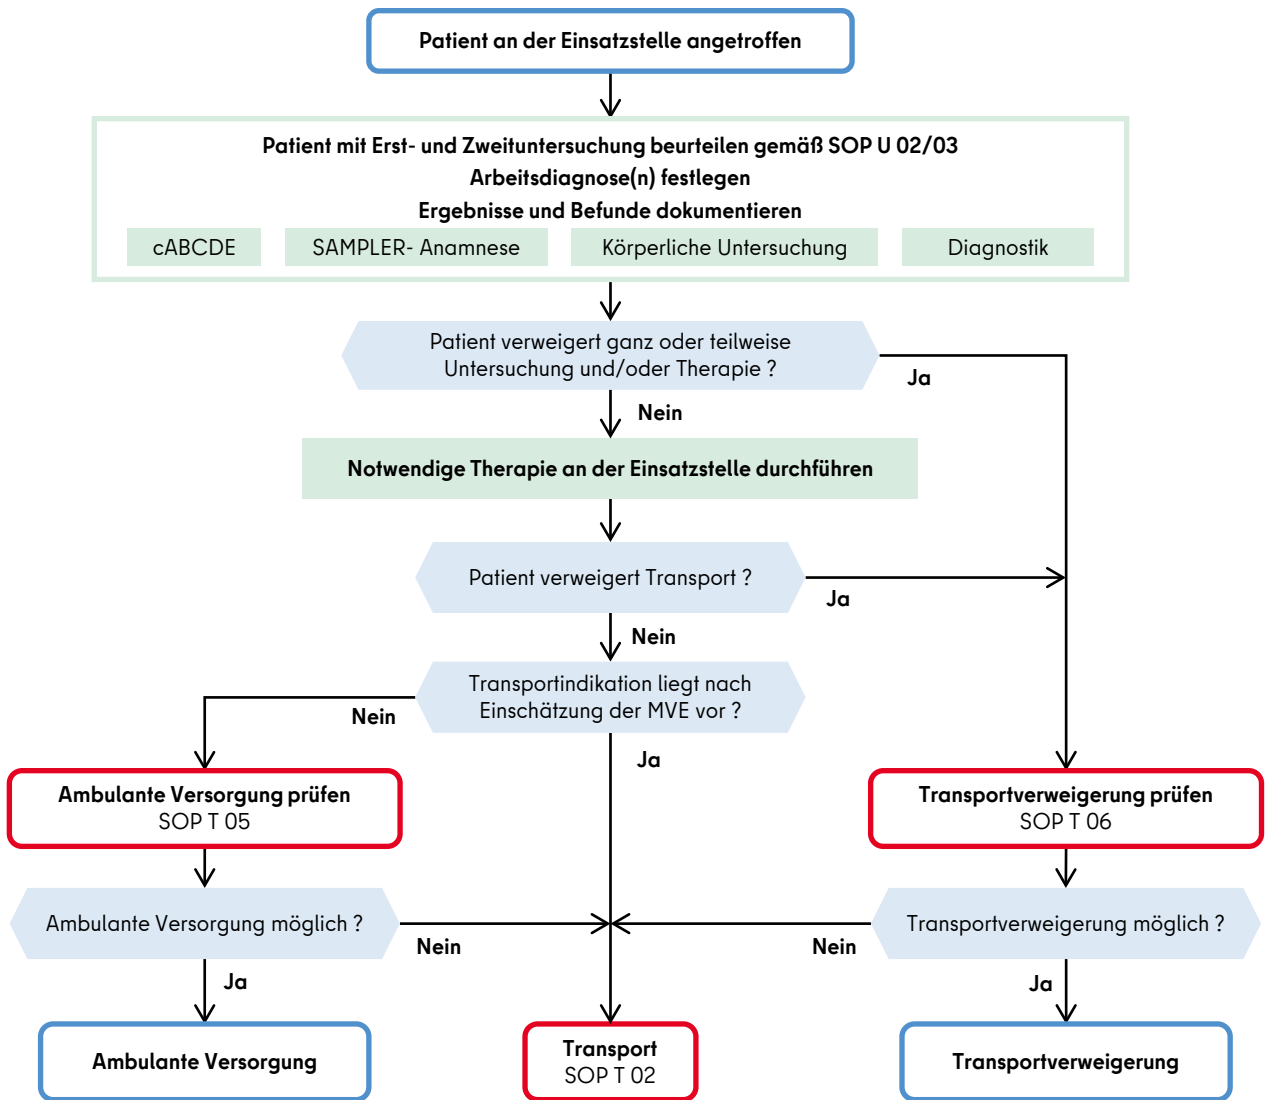 Patient an der Einsatzstelle angetroffen
Patient mit Erst- und Zweituntersuchung beurteilen gemäß SOP U 02/03
Arbeitsdiagnose(n) festlegen
Ergebnisse und Befunde dokumentieren
cABCDE
SAMPLER- Anamnese
Körperliche Untersuchung
Diagnostik
Patient verweigert ganz oder teilweise
Untersuchung und/oder Therapie ?
Ja
Nein
Notwendige Therapie an der Einsatzstelle durchführen
Patient verweigert Transport ?
Ja
Nein
Transportindikation liegt nach
Einschätzung der MVE vor ?
Nein
Ja
Ambulante Versorgung prüfen
SOP T 05
Transportverweigerung prüfen
SOP T 06
Ambulante Versorgung möglich ?
Nein
Transportverweigerung möglich ?
Nein
Ja
Ja
Ambulante Versorgung
Transport
SOP T 02
Transportverweigerung